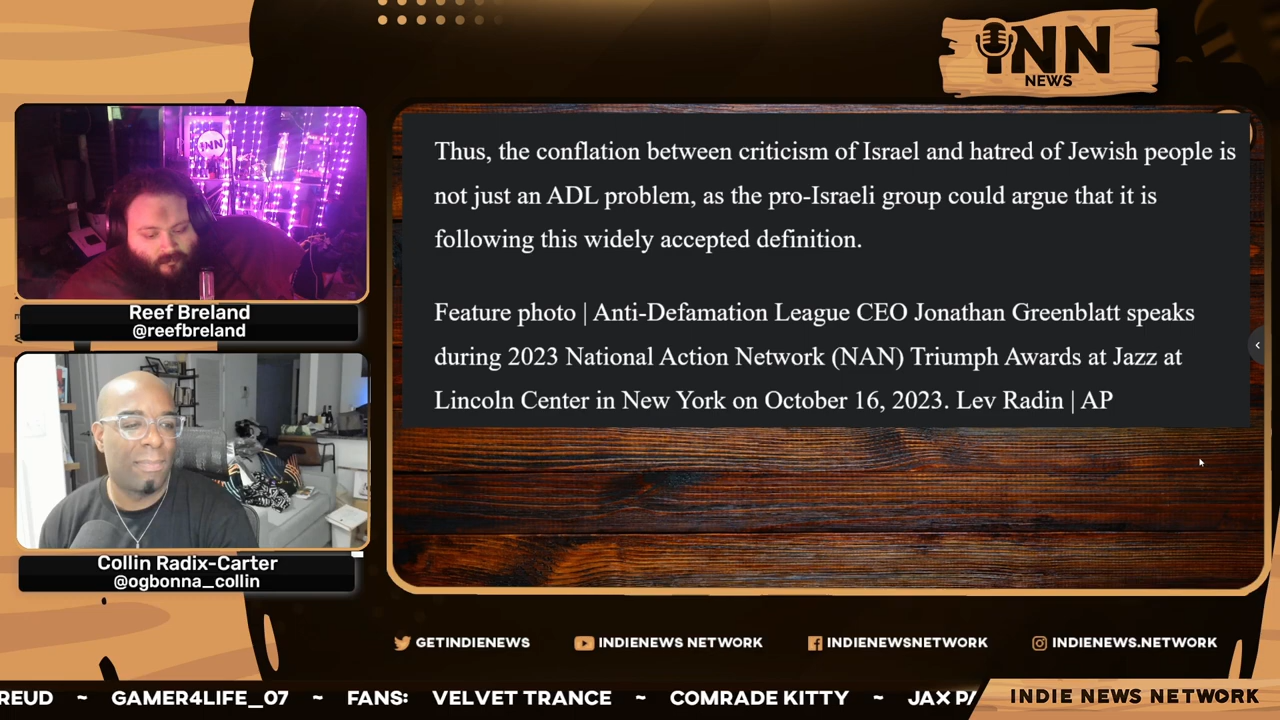 INN
NEWS
Thus, the conflation between criticism of Israel and hatred of Jewish people is
not just an ADL problem, as the pro-Israeli group could argue that it is
following this widely accepted definition.
Feature photo | Anti-Defamation League CEO Jonathan Greenblatt speaks
during 2023 National Action Network (NAN) Triumph Awards at Jazz at
Lincoln Center in New York on October 16, 2023. Lev Radin | AP
INN
Reef Breland
@reefbreland
Collin Radix-Carter
@ogbonna_collin
GETINDIENEWS
INDIENEWS NETWORK
INDIENEWSNETWORK
INDIENEWS.NETWORK
REUD ~ GAMER4LIFE_07 ~ FANS: VELVET TRANCE ~ COMRADE KITTY ~ JAX
INDIE NEWS NETWORK